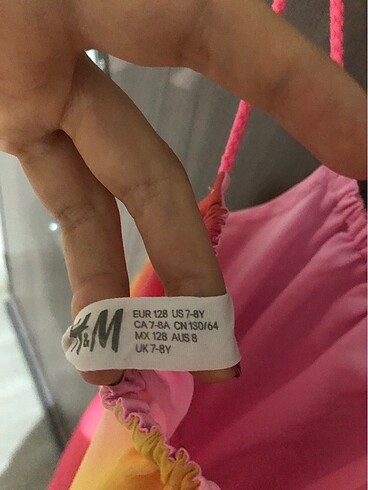 H&M
EUR 128 US 7-8Y
CA 7-8A CN 130/64
MX 128 AUS 8
UK 7-8Y